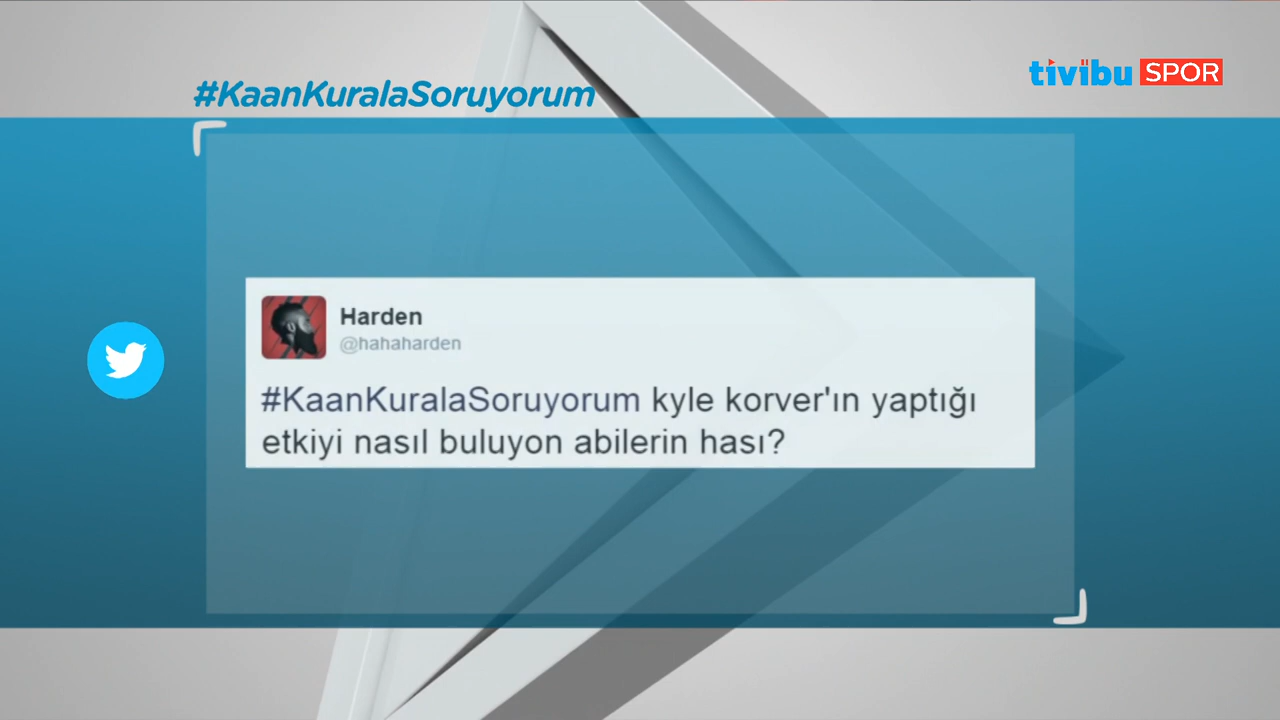 #KaanKuralaSoruyorum
tivibu SPOR
Harden
@hahaharden
#KaanKuralaSoruyorum kyle korver'ın yaptığı
etkiyi nasıl buluyon abilerin hası?